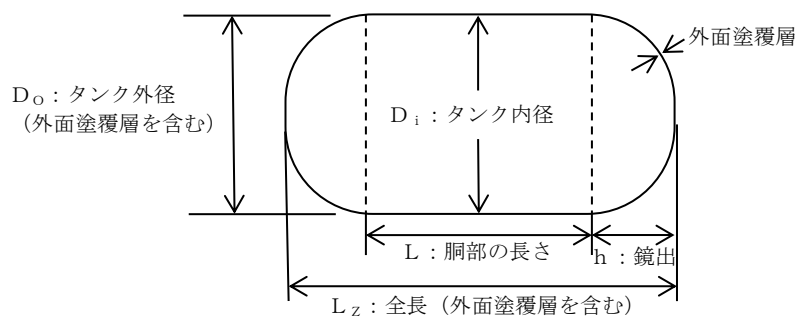 外面塗覆層
Ｄｏ：タンク外径
（外面塗覆層を含む）
Ｄｉ：タンク内径
Ｌ：胴部の長さ
ｈ：鏡出
Ｌｚ：全長（外面塗覆層を含む）